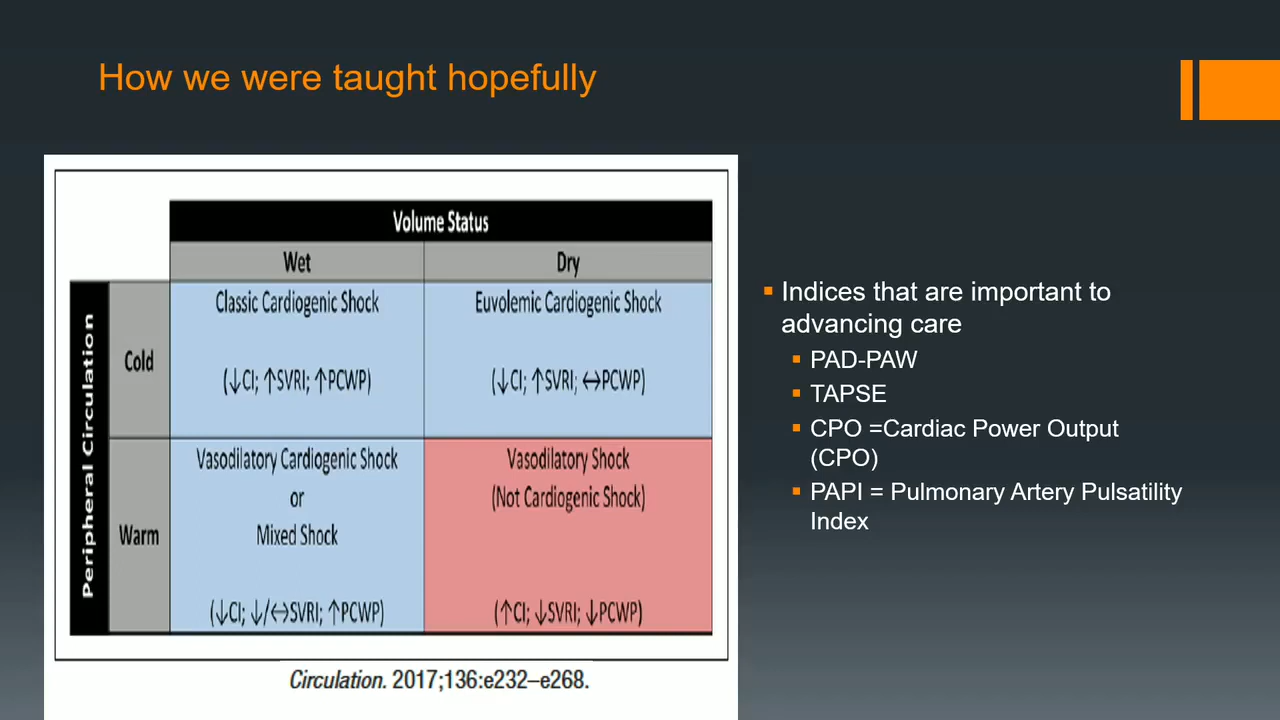 How we were taught hopefully
Volume Status
Wet
Dry
Peripheral Circulation
Cold
Classic Cardiogenic Shock
(↓CI; ↑SVRI; ↑PCWP)
Euvolemic Cardiogenic Shock
(↓CI; ↑SVRI; ↔PCWP)
Warm
Vasodilatory Cardiogenic Shock
or
Mixed Shock
(↓CI; ↓/↔SVRI; ↑PCWP)
Vasodilatory Shock
(Not Cardiogenic Shock)
(↑CI; ↓SVRI; ↓PCWP)
Circulation. 2017;136:e232–e268.
Indices that are important to
advancing care
PAD-PAW
TAPSE
CPO =Cardiac Power Output
(CPO)
PAPI = Pulmonary Artery Pulsatility
Index